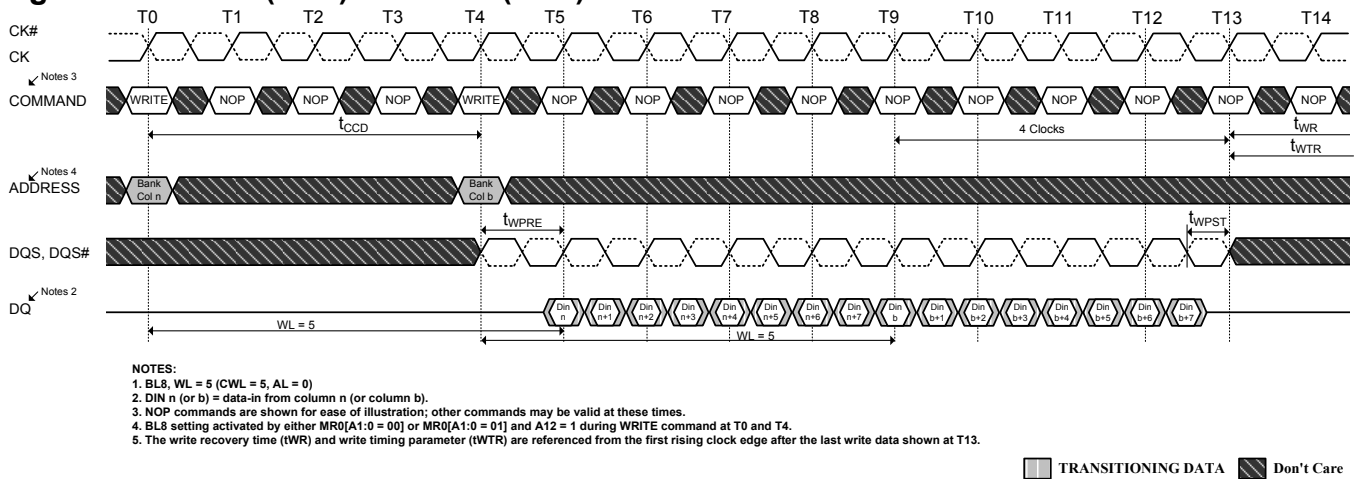 T0 T1 T2 T3 T4 T5 T6 T7 T8 T9 T10 T11 T12 T13 T14
CK#
CK
Notes 3
COMMAND WRITE NOP NOP NOP WRITE NOP NOP NOP NOP NOP NOP NOP NOP NOP NOP
tCCD 4 Clocks tWR
tWTR
Notes 4
ADDRESS Bank Col n Bank Col b
tWPRE tWPST
DQS, DQS#
Notes 2
DQ Din n Din n+1 Din n+2 Din n+3 Din n+4 Din n+5 Din n+6 Din n+7 Din b Din b+1 Din b+2 Din b+3 Din b+4 Din b+5 Din b+6 Din b+7
WL = 5 WL = 5
NOTES:
1. BL8, WL = 5 (CWL = 5, AL = 0)
2. DIN n (or b) = data-in from column n (or column b).
3. NOP commands are shown for ease of illustration; other commands may be valid at these times.
4. BL8 setting activated by either MR0[A1:0 = 00] or MR0[A1:0 = 01] and A12 = 1 during WRITE command at T0 and T4.
5. The write recovery time (tWR) and write timing parameter (tWTR) are referenced from the first rising clock edge after the last write data shown at T13.
TRANSITIONING DATA Don't Care